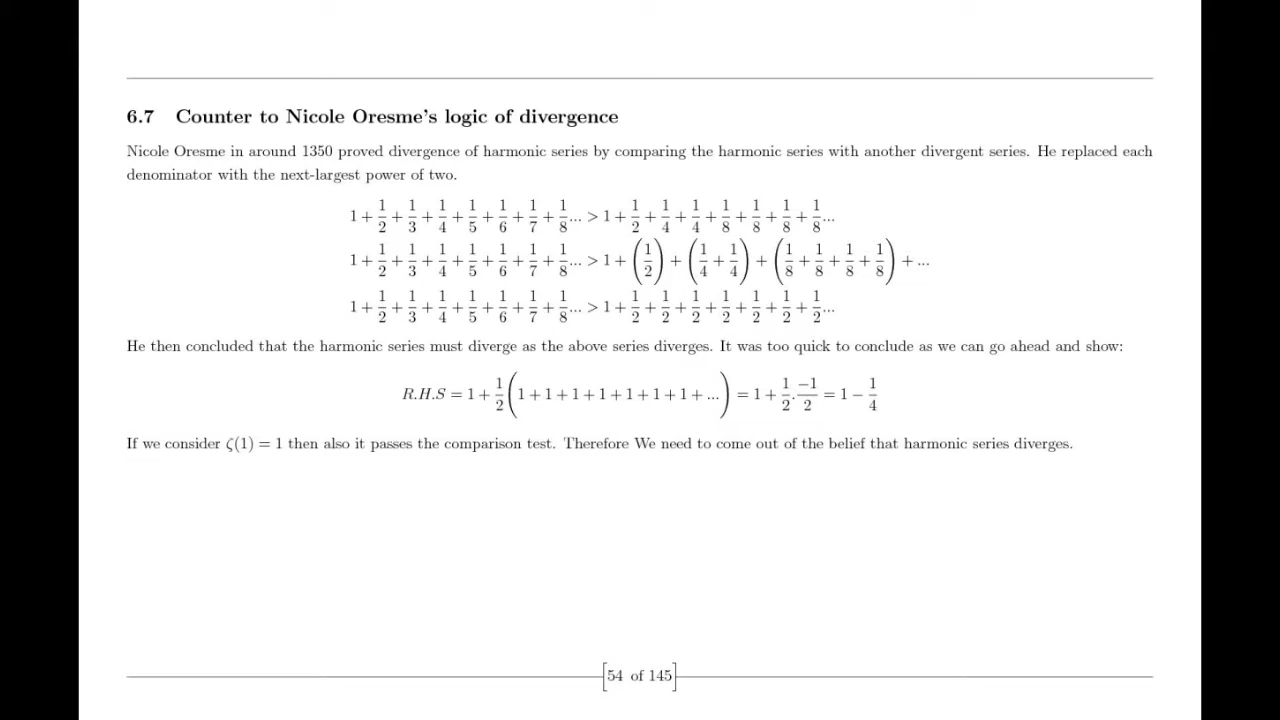 6.7 Counter to Nicole Oresme's logic of divergence
Nicole Oresme in around 1350 proved divergence of harmonic series by comparing the harmonic series with another divergent series. He replaced each
denominator with the next-largest power of two.
1 + 1/2 + 1/3 + 1/4 + 1/5 + 1/6 + 1/7 + 1/8 ... > 1 + 1/2 + 1/4 + 1/4 + 1/8 + 1/8 + 1/8 + 1/8 ...
1 + 1/2 + 1/3 + 1/4 + 1/5 + 1/6 + 1/7 + 1/8 ... > 1 + (1/2) + (1/4 + 1/4) + (1/8 + 1/8 + 1/8 + 1/8) + ...
1 + 1/2 + 1/3 + 1/4 + 1/5 + 1/6 + 1/7 + 1/8 ... > 1 + 1/2 + 1/2 + 1/2 + 1/2 + 1/2 + 1/2 + 1/2 ...
He then concluded that the harmonic series must diverge as the above series diverges. It was too quick to conclude as we can go ahead and show:
R.H.S = 1 + 1/2 (1 + 1 + 1 + 1 + 1 + 1 + 1 + ...) = 1 + 1/2 . -1/2 = 1 − 1/4
If we consider ζ(1) = 1 then also it passes the comparison test. Therefore We need to come out of the belief that harmonic series diverges.
[54 of 145]